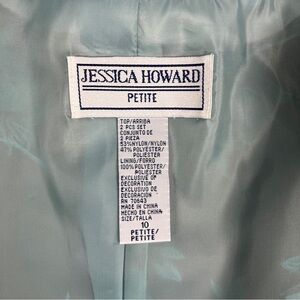 JESSICA HOWARD
PETITE
TOP/ARRIBA
2 PCS SET
CONJUNTO DE
2 PIEZA
53%NYLON/NYLON
47%POLYESTER/
POLIESTER
LINING/FORRO
100%POLYESTER/
POLIESTER
EXCLUSIVE OF
DECORATION
EXCLUSIVO DE
DECORACION
RN 70643
MADE IN CHINA
HECHO EN CHINA
SIZE/TALLA
10
PETITE/
PETITE